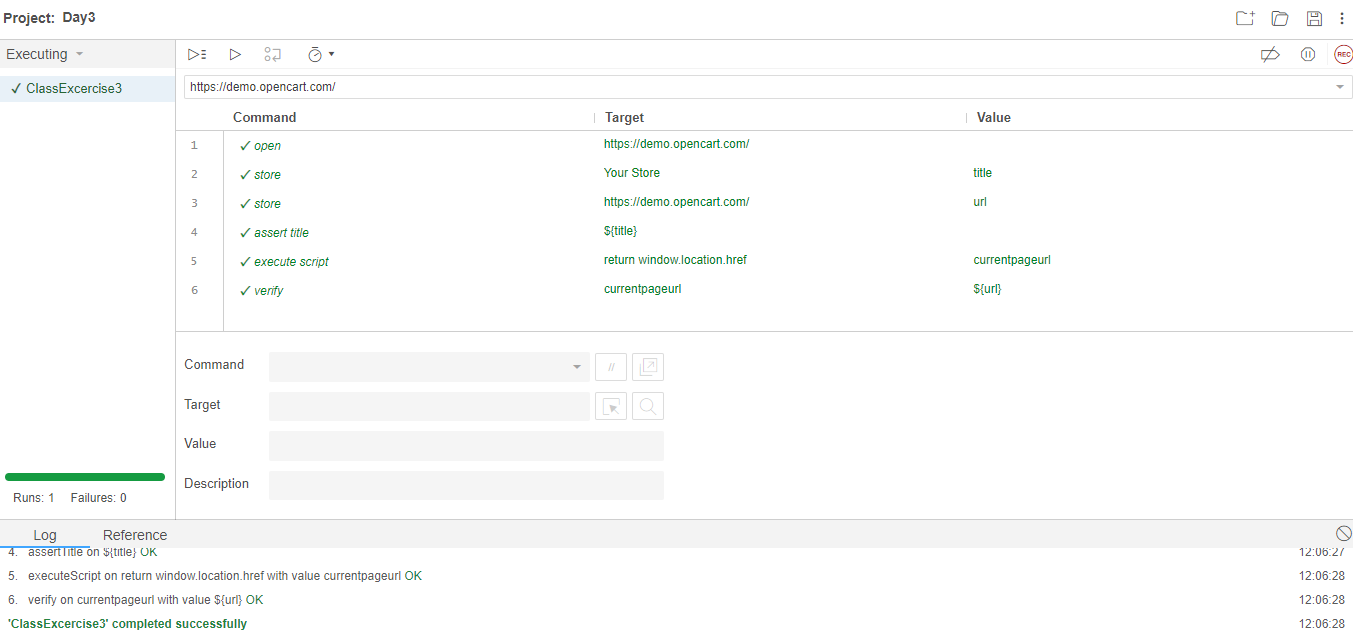 Project: Day3
Executing
REC
✓ ClassExcercise3
https://demo.opencart.com/
Command Target Value
1 ✓ open https://demo.opencart.com/
2 ✓ store Your Store title
3 ✓ store https://demo.opencart.com/ url
4 ✓ assert title ${title}
5 ✓ execute script return window.location.href currentpageurl
6 ✓ verify currentpageurl ${url}
Command //
Target
Value
Description
Runs: 1 Failures: 0
Log Reference
4. assertTitle on ${title} OK 12:06:27
5. executeScript on return window.location.href with value currentpageurl OK 12:06:28
6. verify on currentpageurl with value ${url} OK 12:06:28
'ClassExcercise3' completed successfully 12:06:28